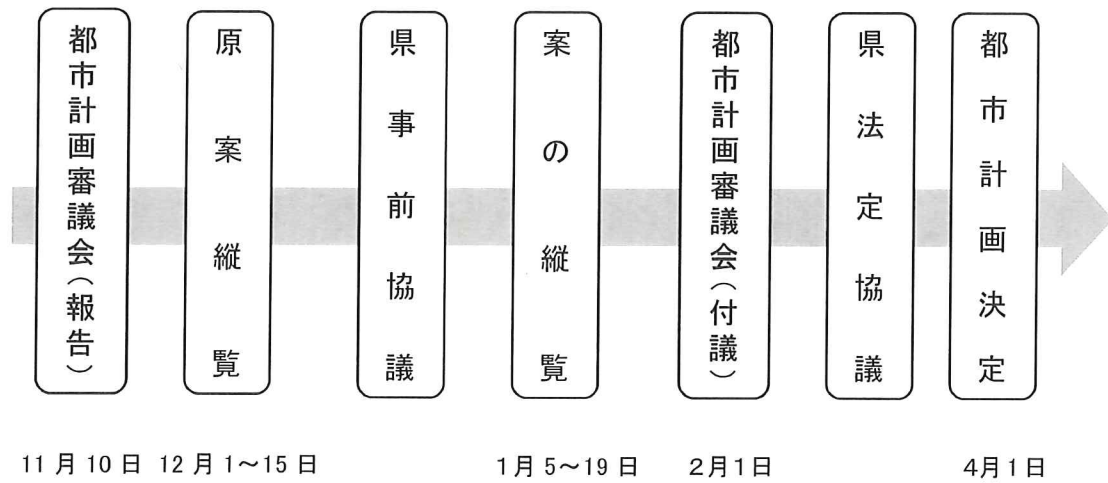 都市計画審議会（報告）
原案縦覧
県事前協議
案の縦覧
都市計画審議会（付議）
県法定協議
都市計画決定
11月10日 12月1～15日 1月5～19日 2月1日 4月1日